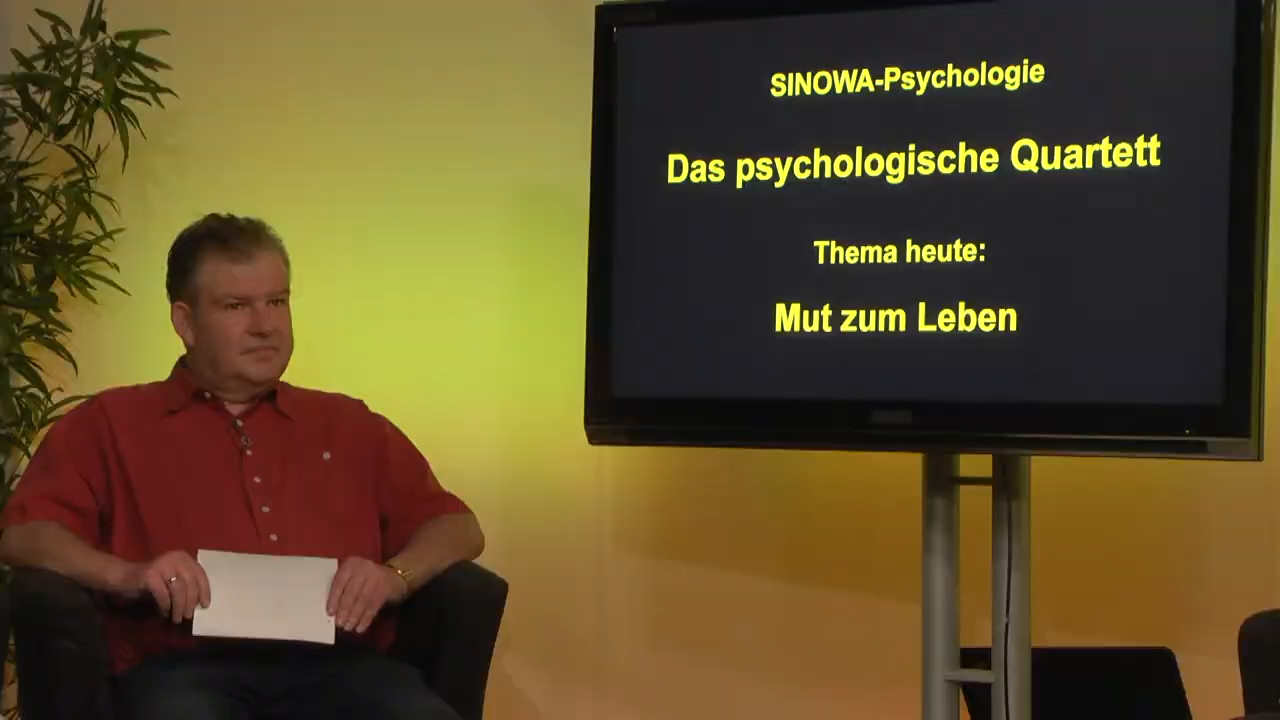 SINOWA-Psychologie
Das psychologische Quartett
Thema heute:
Mut zum Leben